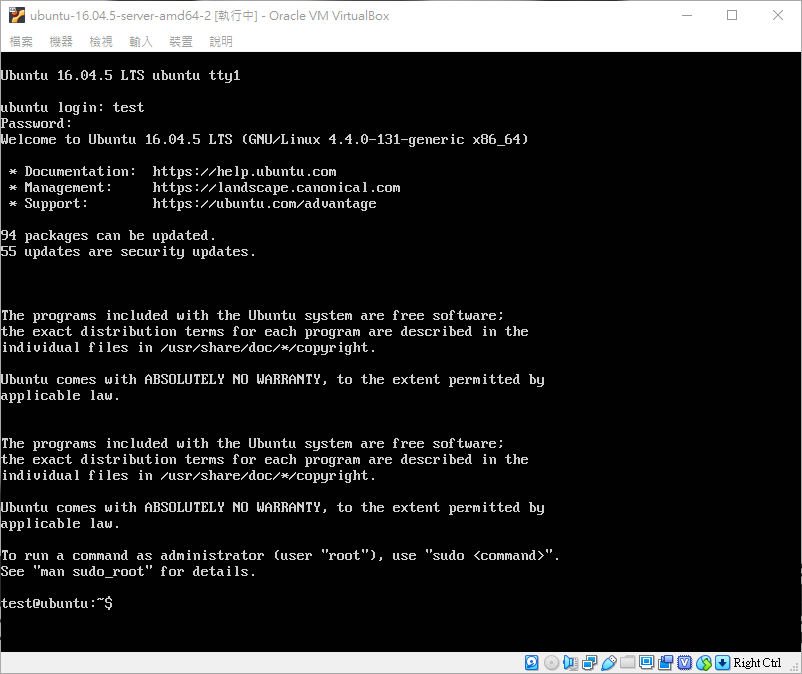 ubuntu-16.04.5-server-amd64-2 [執行中] - Oracle VM VirtualBox
檔案 機器 檢視 輸入 裝置 說明
Ubuntu 16.04.5 LTS ubuntu tty1
ubuntu login: test
Password:
Welcome to Ubuntu 16.04.5 LTS (GNU/Linux 4.4.0-131-generic x86_64)
* Documentation:  https://help.ubuntu.com
* Management:     https://landscape.canonical.com
* Support:        https://ubuntu.com/advantage
94 packages can be updated.
55 updates are security updates.
The programs included with the Ubuntu system are free software;
the exact distribution terms for each program are described in the
individual files in /usr/share/doc/*/copyright.
Ubuntu comes with ABSOLUTELY NO WARRANTY, to the extent permitted by
applicable law.
The programs included with the Ubuntu system are free software;
the exact distribution terms for each program are described in the
individual files in /usr/share/doc/*/copyright.
Ubuntu comes with ABSOLUTELY NO WARRANTY, to the extent permitted by
applicable law.
To run a command as administrator (user "root"), use "sudo <command>".
See "man sudo_root" for details.
test@ubuntu:~$
Right Ctrl